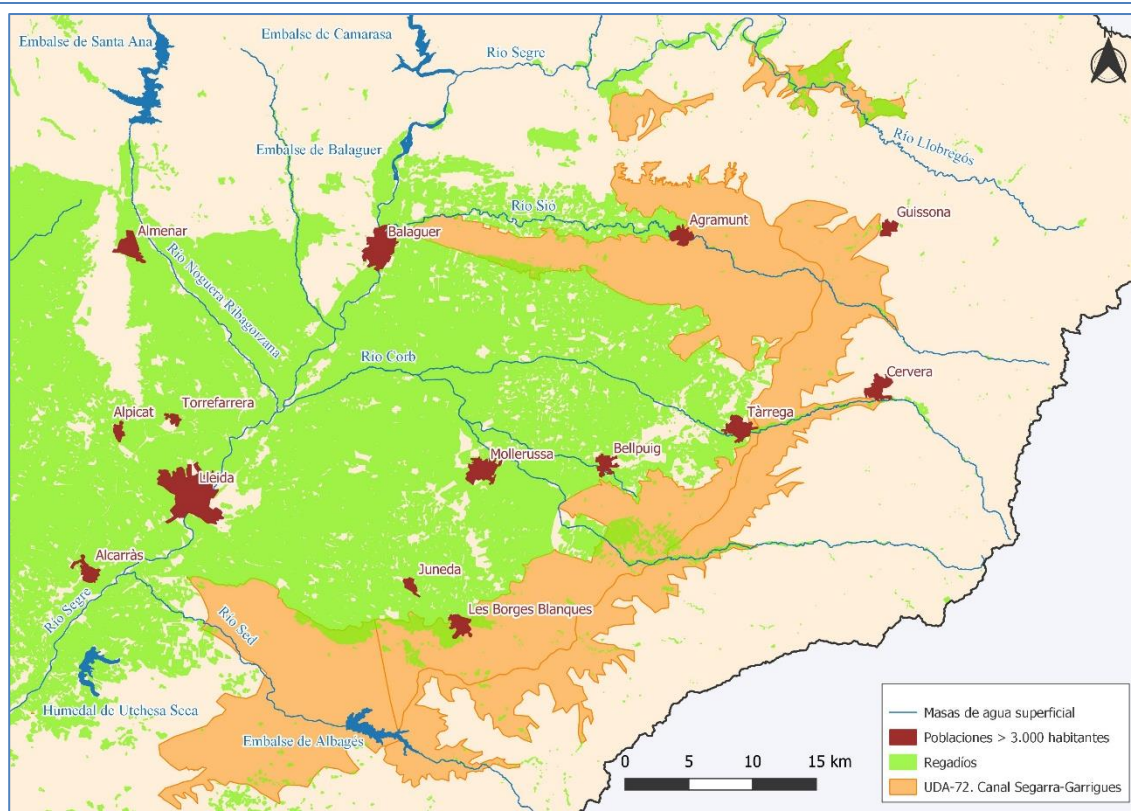 Embalse de Santa Ana
Embalse de Camarasa
Río Segre
Embalse de Balaguer
Río Llobregós
Río Sió
Guissona
Agramunt
Almenar
Balaguer
Río Noguera Ribagorzana
Río Corb
Cervera
Torrefarrera
Alpicat
Tàrrega
Bellpuig
Mollerussa
Lleida
Alcarràs
Juneda
Les Borges Blanques
Río Segre
Río Sed
Humedal de Utchesa Seca
Embalse de Albagés
0 5 10 15 km
Masas de agua superficial
Poblaciones > 3.000 habitantes
Regadíos
UDA-72. Canal Segarra-Garrigues